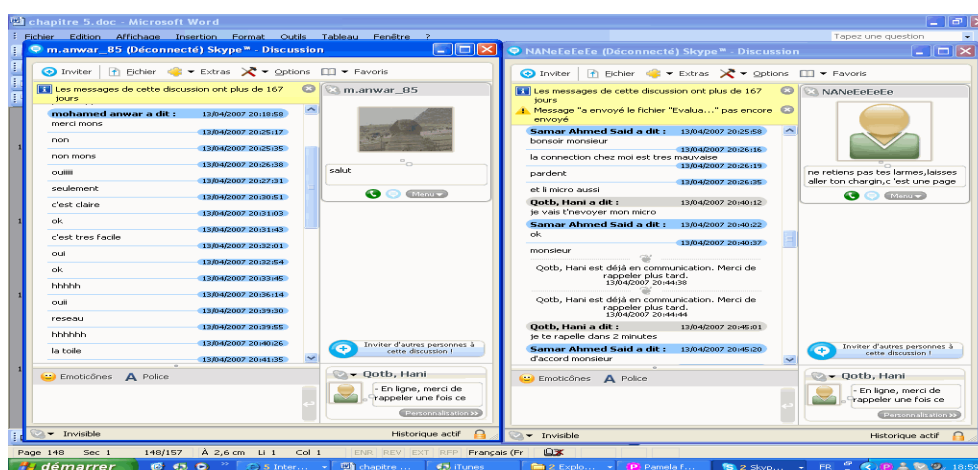 chapitre 5.doc - Microsoft Word
Fichier Edition Affichage Insertion Format Outils Tableau Fenêtre ?
Tapez une question
m.anwar_85 (Déconnecté) Skype™ - Discussion
Inviter Fichier Extras Options Favoris
Les messages de cette discussion ont plus de 167
jours
mohamed anwar a dit : 13/04/2007 20:18:58
merci mons
13/04/2007 20:25:17
non
13/04/2007 20:25:35
non mons
13/04/2007 20:26:38
ouiiiii
13/04/2007 20:27:31
seulement
13/04/2007 20:30:51
c'est claire
13/04/2007 20:31:03
ok
13/04/2007 20:31:43
c'est tres facile
13/04/2007 20:32:01
oui
13/04/2007 20:32:54
ok
13/04/2007 20:33:45
hhhhh
13/04/2007 20:36:14
ouii
13/04/2007 20:39:30
reseau
13/04/2007 20:39:55
hhhhhh
13/04/2007 20:40:26
la toile
13/04/2007 20:41:35
m.anwar_85
salut
Menu
Inviter d'autres personnes à
cette discussion !
Emoticônes A Police
Qotb, Hani
- En ligne, merci de
rappeler une fois ce
Personnalisation >>
Invisible
Historique actif
NANeEeEeEe (Déconnecté) Skype™ - Discussion
Inviter Fichier Extras Options Favoris
Les messages de cette discussion ont plus de 167
jours
Message "a envoyé le fichier "Evalua..." pas encore
envoyé
Samar Ahmed Said a dit : 13/04/2007 20:25:58
bonsoir monsieur
13/04/2007 20:26:16
la connection chez moi est tres mauvaise
13/04/2007 20:26:19
pardent
13/04/2007 20:26:35
et li micro aussi
Qotb, Hani a dit : 13/04/2007 20:40:12
je vais t'nevoyer mon micro
Samar Ahmed Said a dit : 13/04/2007 20:40:22
ok
13/04/2007 20:40:37
monsieur
Qotb, Hani est déjà en communication. Merci de
rappeler plus tard.
13/04/2007 20:44:38
Qotb, Hani est déjà en communication. Merci de
rappeler plus tard.
13/04/2007 20:44:44
Qotb, Hani a dit : 13/04/2007 20:45:01
je te rapelle dans 2 minutes
Samar Ahmed Said a dit : 13/04/2007 20:45:20
d'accord monsieur
NANeEeEeEe
ne retiens pas tes larmes,laisses
aller ton chargin,c 'est une page
Menu
Inviter d'autres personnes à
cette discussion !
Emoticônes A Police
Qotb, Hani
- En ligne, merci de
rappeler une fois ce
Personnalisation >>
Invisible
Historique actif
Page 148 Sec 1 148/157 À 2,6 cm Li 1 Col 1 ENR REV EXT RFP Français (Fr
démarrer 5 Inter... chapitre ... iTunes 2 Explo... Pamela f... 2 Skyp... FR 18:50